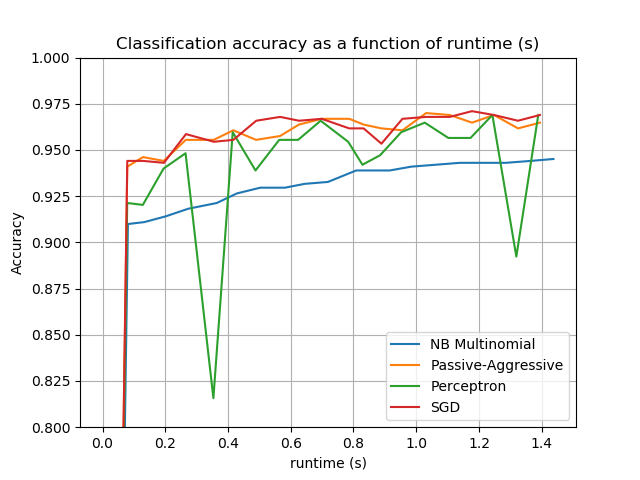 Classification accuracy as a function of runtime (s)
1.000
0.975
0.950
0.925
0.900
0.875
0.850
0.825
0.800
Accuracy
NB Multinomial
Passive-Aggressive
Perceptron
SGD
0.0 0.2 0.4 0.6 0.8 1.0 1.2 1.4
runtime (s)